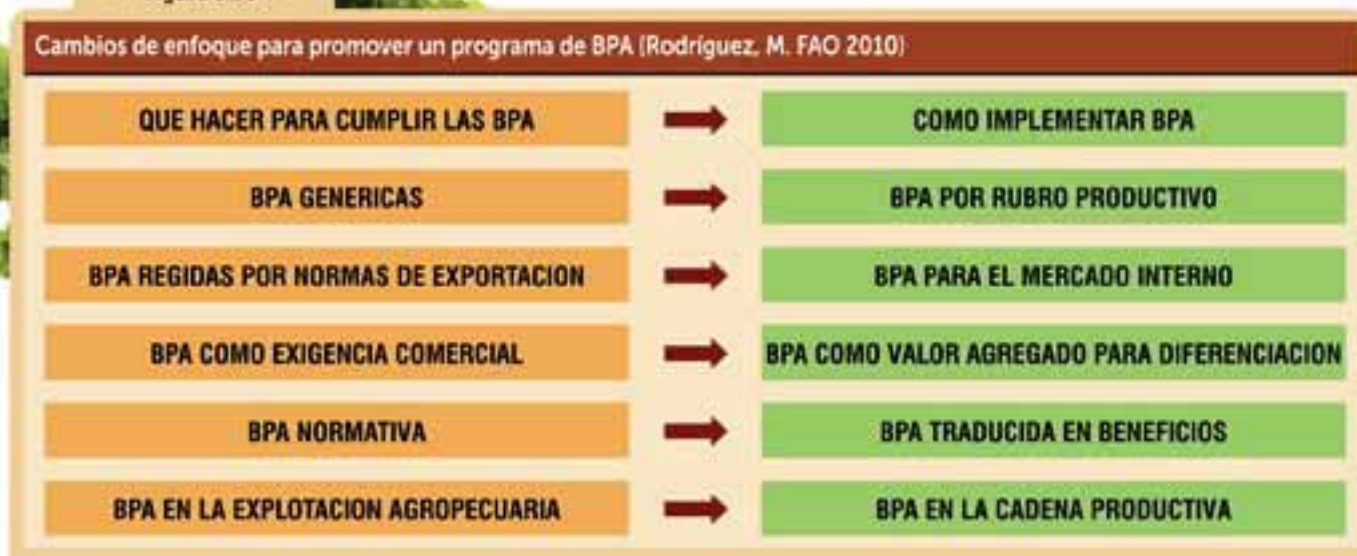 Cambios de enfoque para promover un programa de BPA (Rodríguez, M. FAO 2010)
QUE HACER PARA CUMPLIR LAS BPA
COMO IMPLEMENTAR BPA
BPA GENERICAS
BPA POR RUBRO PRODUCTIVO
BPA REGIDAS POR NORMAS DE EXPORTACION
BPA PARA EL MERCADO INTERNO
BPA COMO EXIGENCIA COMERCIAL
BPA COMO VALOR AGREGADO PARA DIFERENCIACION
BPA NORMATIVA
BPA TRADUCIDA EN BENEFICIOS
BPA EN LA EXPLOTACION AGROPECUARIA
BPA EN LA CADENA PRODUCTIVA